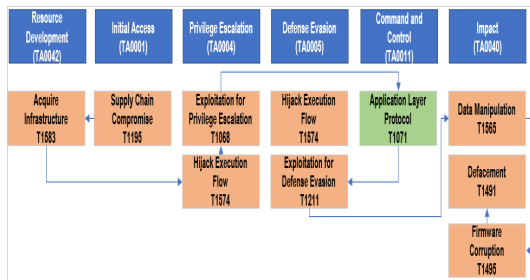 Resource
Development
(TA0042)
Initial Access
(TA0001)
Privilege Escalation
(TA0004)
Defense Evasion
(TA0005)
Command and
Control
(TA0011)
Impact
(TA0040)
Acquire
Infrastructure
T1583
Supply Chain
Compromise
T1195
Exploitation for
Privilege Escalation
T1068
Hijack Execution
Flow
T1574
Application Layer
Protocol
T1071
Data Manipulation
T1565
Hijack Execution
Flow
T1574
Exploitation for
Defense Evasion
T1211
Defacement
T1491
Firmware
Corruption
T1495